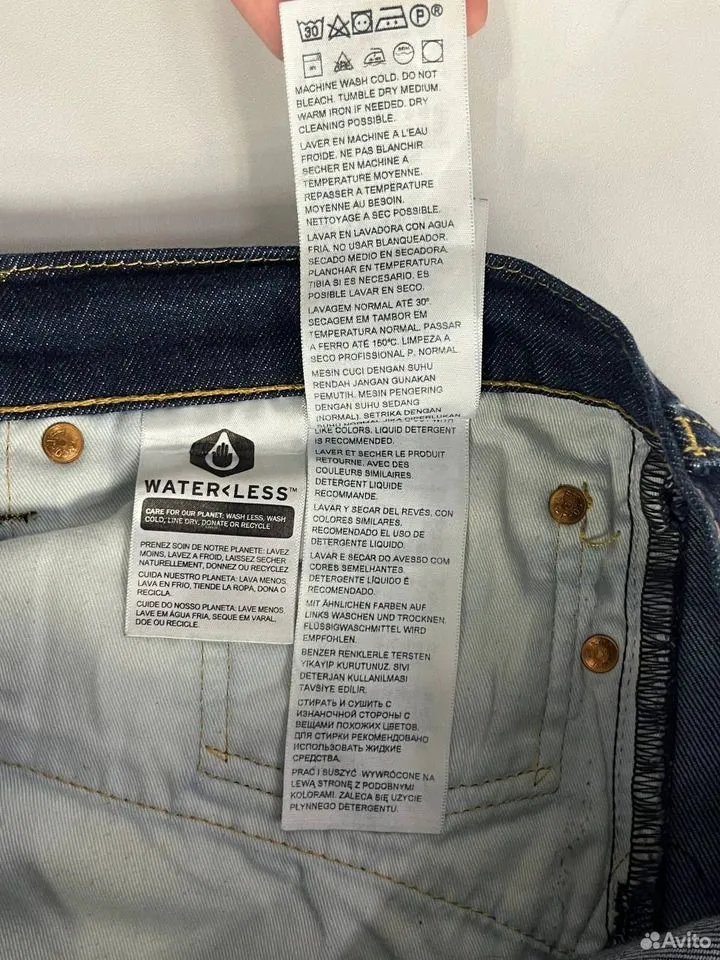 30
P®
MACHINE WASH COLD. DO NOT
BLEACH. TUMBLE DRY MEDIUM.
WARM IRON IF NEEDED. DRY
CLEANING POSSIBLE.
LAVER EN MACHINE A L'EAU
FROIDE. NE PAS BLANCHIR
SECHER EN MACHINE A
TEMPERATURE MOYENNE.
REPASSER A TEMPERATURE
MOYENNE AU BESOIN.
NETTOYAGE A SEC POSSIBLE.
LAVAR EN LAVADORA CON AGUA
FRIA. NO USAR BLANQUEADOR.
SECADO MEDIO EN SECADORA.
PLANCHAR EN TEMPERATURA
TIBIA SI ES NECESARIO. ES
POSIBLE LAVAR EN SECO.
LAVAGEM NORMAL ATÉ 30º.
SECAGEM EM TAMBOR EM
TEMPERATURA NORMAL. PASSAR
A FERRO ATÉ 150ºC. LIMPEZA A
SECO PROFISSIONAL P. NORMAL
MESIN CUCI DENGAN SUHU
RENDAH JANGAN GUNAKAN
PEMUTIH. MESIN PENGERING
DENGAN SUHU SEDANG
(NORMAL). SETRIKA DENGAN
LIKE COLORS. LIQUID DETERGENT
IS RECOMMENDED.
LAVER ET SECHER LE PRODUIT
RETOURNE, AVEC DES
COULEURS SIMILAIRES.
DETERGENT LIQUIDE
RECOMMANDE.
LAVAR Y SECAR DEL REVÉS, CON
COLORES SIMILARES.
RECOMENDADO EL USO DE
DETERGENTE LIQUIDO.
LAVAR E SECAR DO AVESSO COM
CORES SEMELHANTES.
DETERGENTE LÍQUIDO É
RECOMENDADO.
MIT ÄHNLICHEN FARBEN AUF
LINKS WASCHEN UND TROCKNEN.
FLÜSSIGWASCHMITTEL WIRD
EMPFOHLEN.
BENZER RENKLERLE TERSTEN
YIKAYIP KURUTUNUZ. SIVI
DETERJAN KULLANILMASI
TAVSİYE EDİLİR.
СТИРАТЬ И СУШИТЬ С
ИЗНАНОЧНОЙ СТОРОНЫ С
ВЕЩАМИ ПОХОЖИХ ЦВЕТОВ.
ДЛЯ СТИРКИ РЕКОМЕНДОВАНО
ИСПОЛЬЗОВАТЬ ЖИДКИЕ
СРЕДСТВА.
PRAĆ I SUSZYĆ WYWRÓCONE NA
LEWĄ STRONĘ Z PODOBNYMI
KOLORAMI. ZALECA SIĘ UŻYCIE
PŁYNNEGO DETERGENTU.
WATER<LESS™
CARE FOR OUR PLANET: WASH LESS, WASH
COLD, LINE DRY, DONATE OR RECYCLE
PRENEZ SOIN DE NOTRE PLANETE: LAVEZ
MOINS, LAVEZ A FROID, LAISSEZ SECHER
NATURELLEMENT, DONNEZ OU RECYCLEZ
CUIDA NUESTRO PLANETA: LAVA MENOS,
LAVA EN FRIO, TIENDE LA ROPA, DONA O
RECICLA.
CUIDE DO NOSSO PLANETA: LAVE MENOS,
LAVE EM ÁGUA FRIA, SEQUE EM VARAL,
DOE OU RECICLE.
Avito